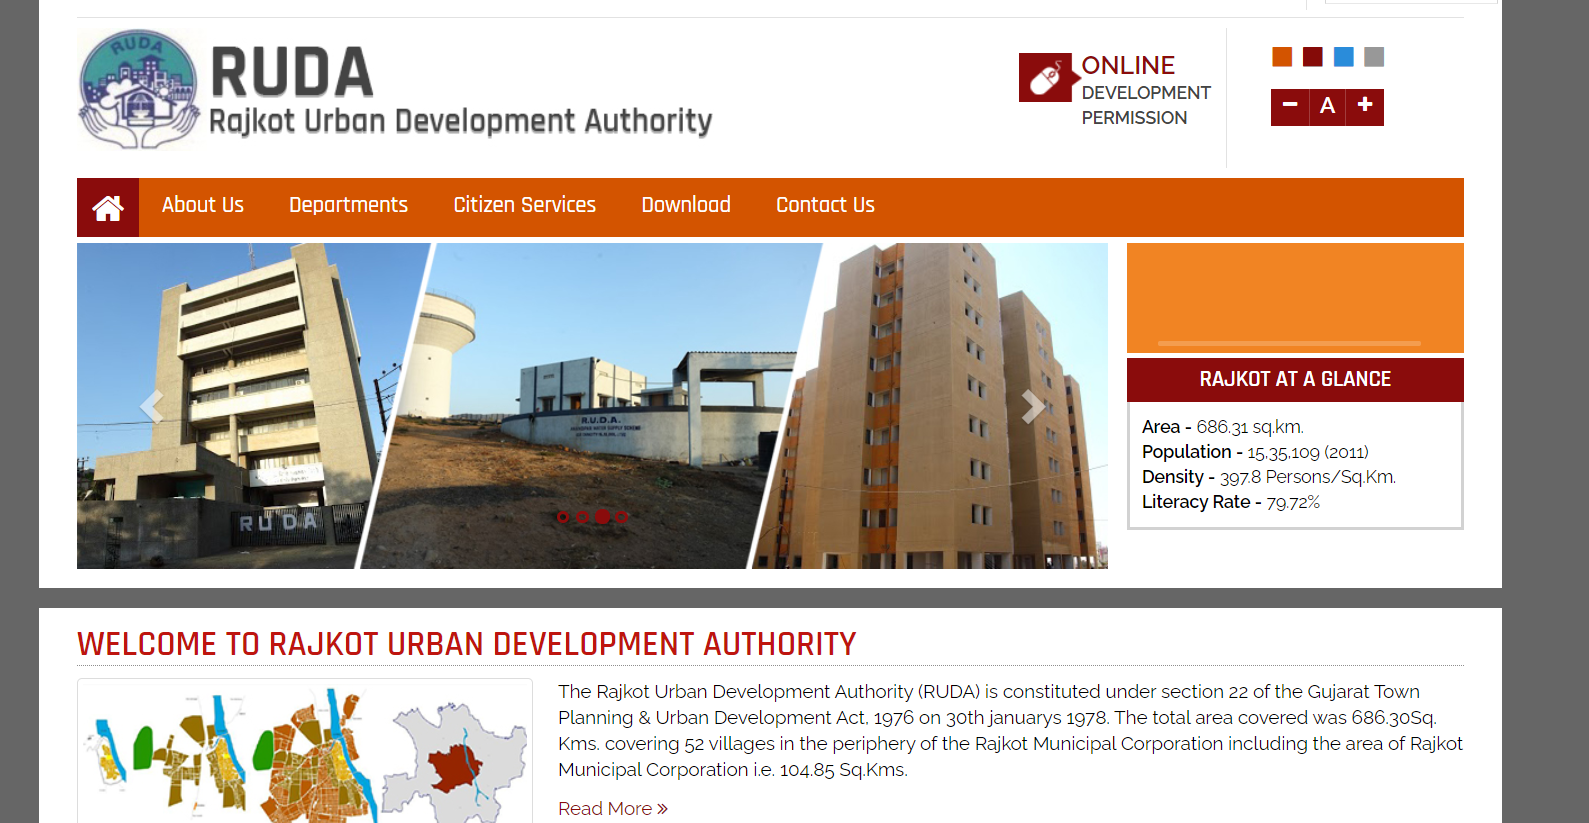 RUDA
RUDA
Rajkot Urban Development Authority
ONLINE
DEVELOPMENT
PERMISSION
A
About Us
Departments
Citizen Services
Download
Contact Us
RUDA
R.U.D.A.
RAJKOT AT A GLANCE
Area - 686.31 sq.km.
Population - 15,35,109 (2011)
Density - 397.8 Persons/Sq.Km.
Literacy Rate - 79.72%
WELCOME TO RAJKOT URBAN DEVELOPMENT AUTHORITY
The Rajkot Urban Development Authority (RUDA) is constituted under section 22 of the Gujarat Town
Planning & Urban Development Act, 1976 on 30th januarys 1978. The total area covered was 686.30Sq.
Kms. covering 52 villages in the periphery of the Rajkot Municipal Corporation including the area of Rajkot
Municipal Corporation i.e. 104.85 Sq.Kms.
Read More »